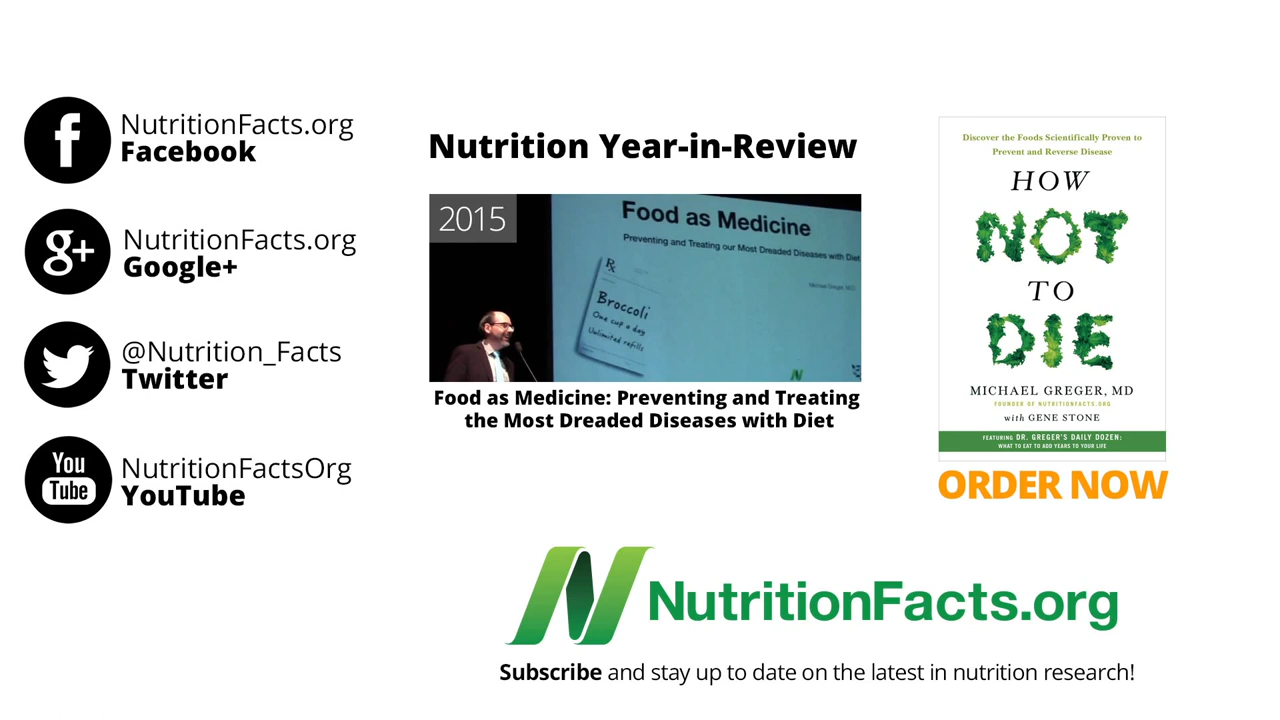 NutritionFacts.org
Facebook
NutritionFacts.org
Google+
@Nutrition_Facts
Twitter
You
Tube
NutritionFactsOrg
YouTube
Nutrition Year-in-Review
2015
Food as Medicine
Preventing and Treating our Most Dreaded Diseases with Diet
Michael Greger, M.D.
Broccoli
One cup a day
Unlimited refills
Food as Medicine: Preventing and Treating
the Most Dreaded Diseases with Diet
Discover the Foods Scientifically Proven to
Prevent and Reverse Disease
HOW
NOT
TO
DIE
MICHAEL GREGER, MD
FOUNDER OF NUTRITIONFACTS.ORG
with GENE STONE
FEATURING DR. GREGER'S DAILY DOZEN:
WHAT TO EAT TO ADD YEARS TO YOUR LIFE
ORDER NOW
NutritionFacts.org
Subscribe and stay up to date on the latest in nutrition research!